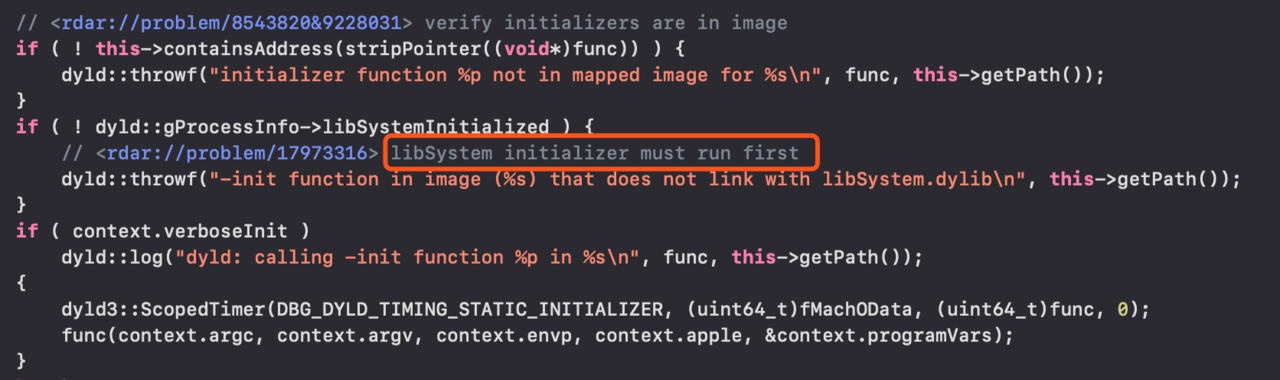 // <rdar://problem/8543820&9228031> verify initializers are in image
if ( ! this->containsAddress(stripPointer((void*)func)) ) {
dyld::throwf("initializer function %p not in mapped image for %s\n", func, this->getPath());
}
if ( ! dyld::gProcessInfo->libSystemInitialized ) {
// <rdar://problem/17973316> libSystem initializer must run first
dyld::throwf("-init function in image (%s) that does not link with libSystem.dylib\n", this->getPath());
}
if ( context.verboseInit )
dyld::log("dyld: calling -init function %p in %s\n", func, this->getPath());
{
dyld3::ScopedTimer(DBG_DYLD_TIMING_STATIC_INITIALIZER, (uint64_t)fMachOData, (uint64_t)func, 0);
func(context.argc, context.argv, context.envp, context.apple, &context.programVars);
}